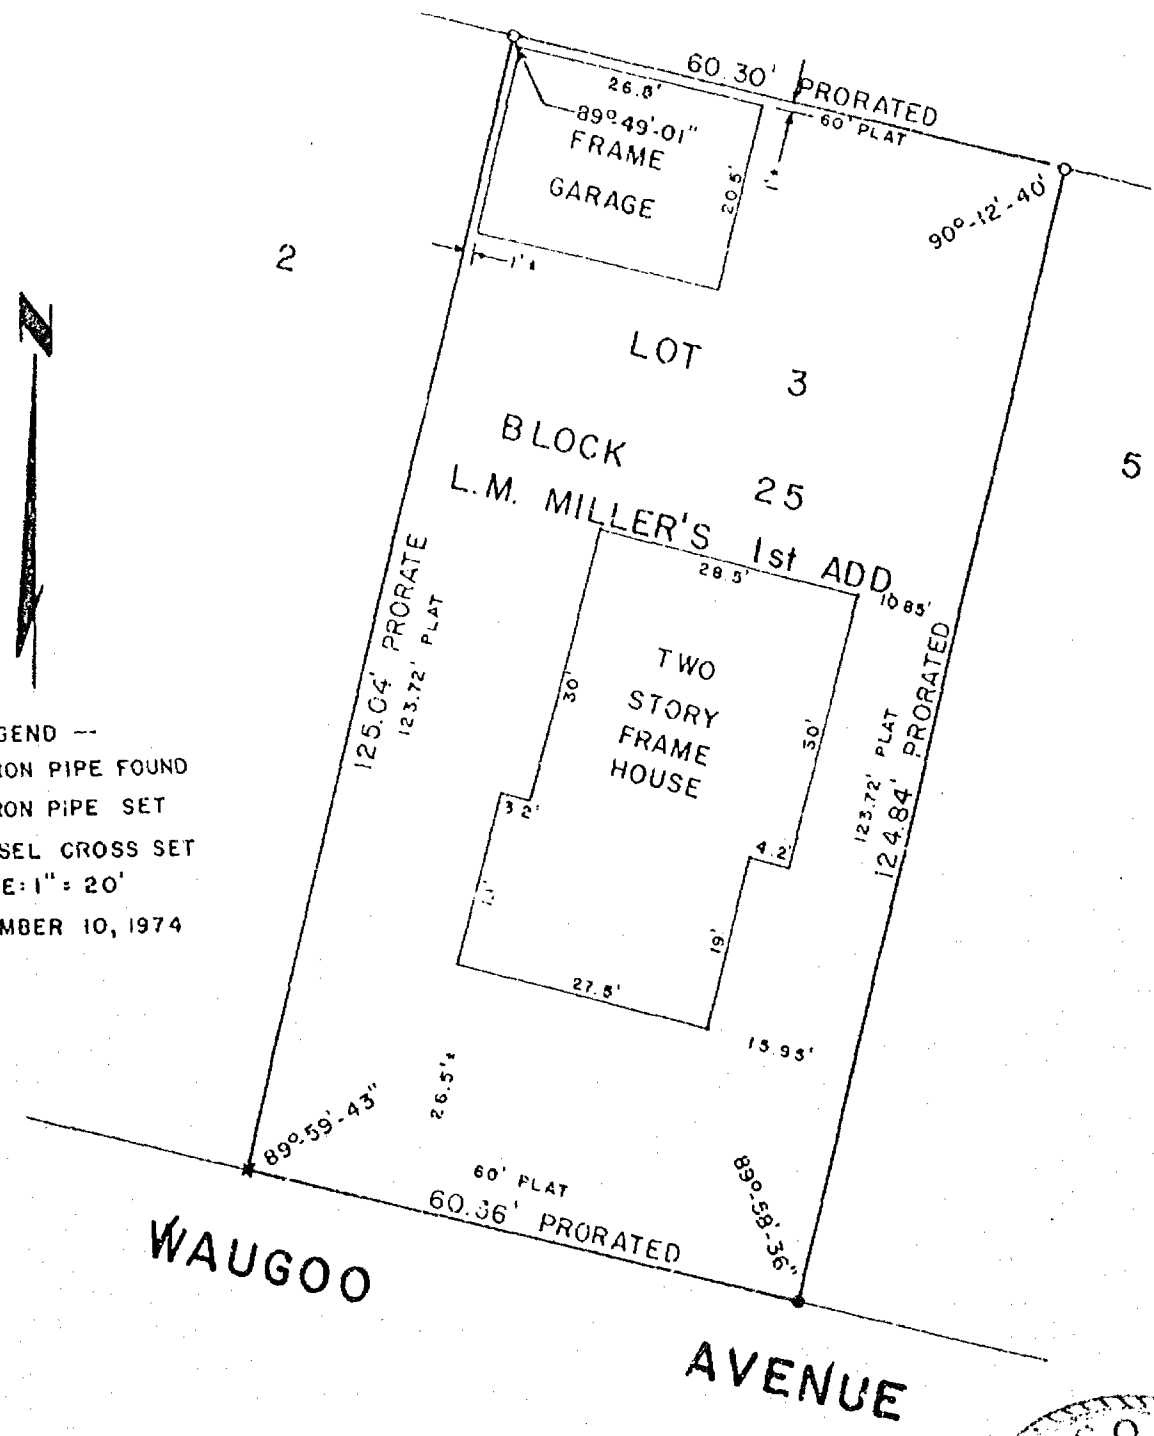 60.30' PRORATED
60' PLAT
26.8'
89°-49'-01"
FRAME
GARAGE
20.5'
1'±
1'±
90°-12'-40'
2
N
LOT 3
BLOCK 25
L.M. MILLER'S 1st ADD.
5
28.5'
10.85'
125.04' PRORATE
123.72' PLAT
30'
TWO
STORY
FRAME
HOUSE
30'
123.72' PLAT
124.84' PRORATED
GEND --
RON PIPE FOUND
RON PIPE SET
SEL CROSS SET
E: 1" = 20'
MBER 10, 1974
3.2'
4.2'
19'
27.5'
15.95'
26.5'±
89°-59'-43"
89°-58'-36"
60' PLAT
60.36' PRORATED
WAUGOO AVENUE